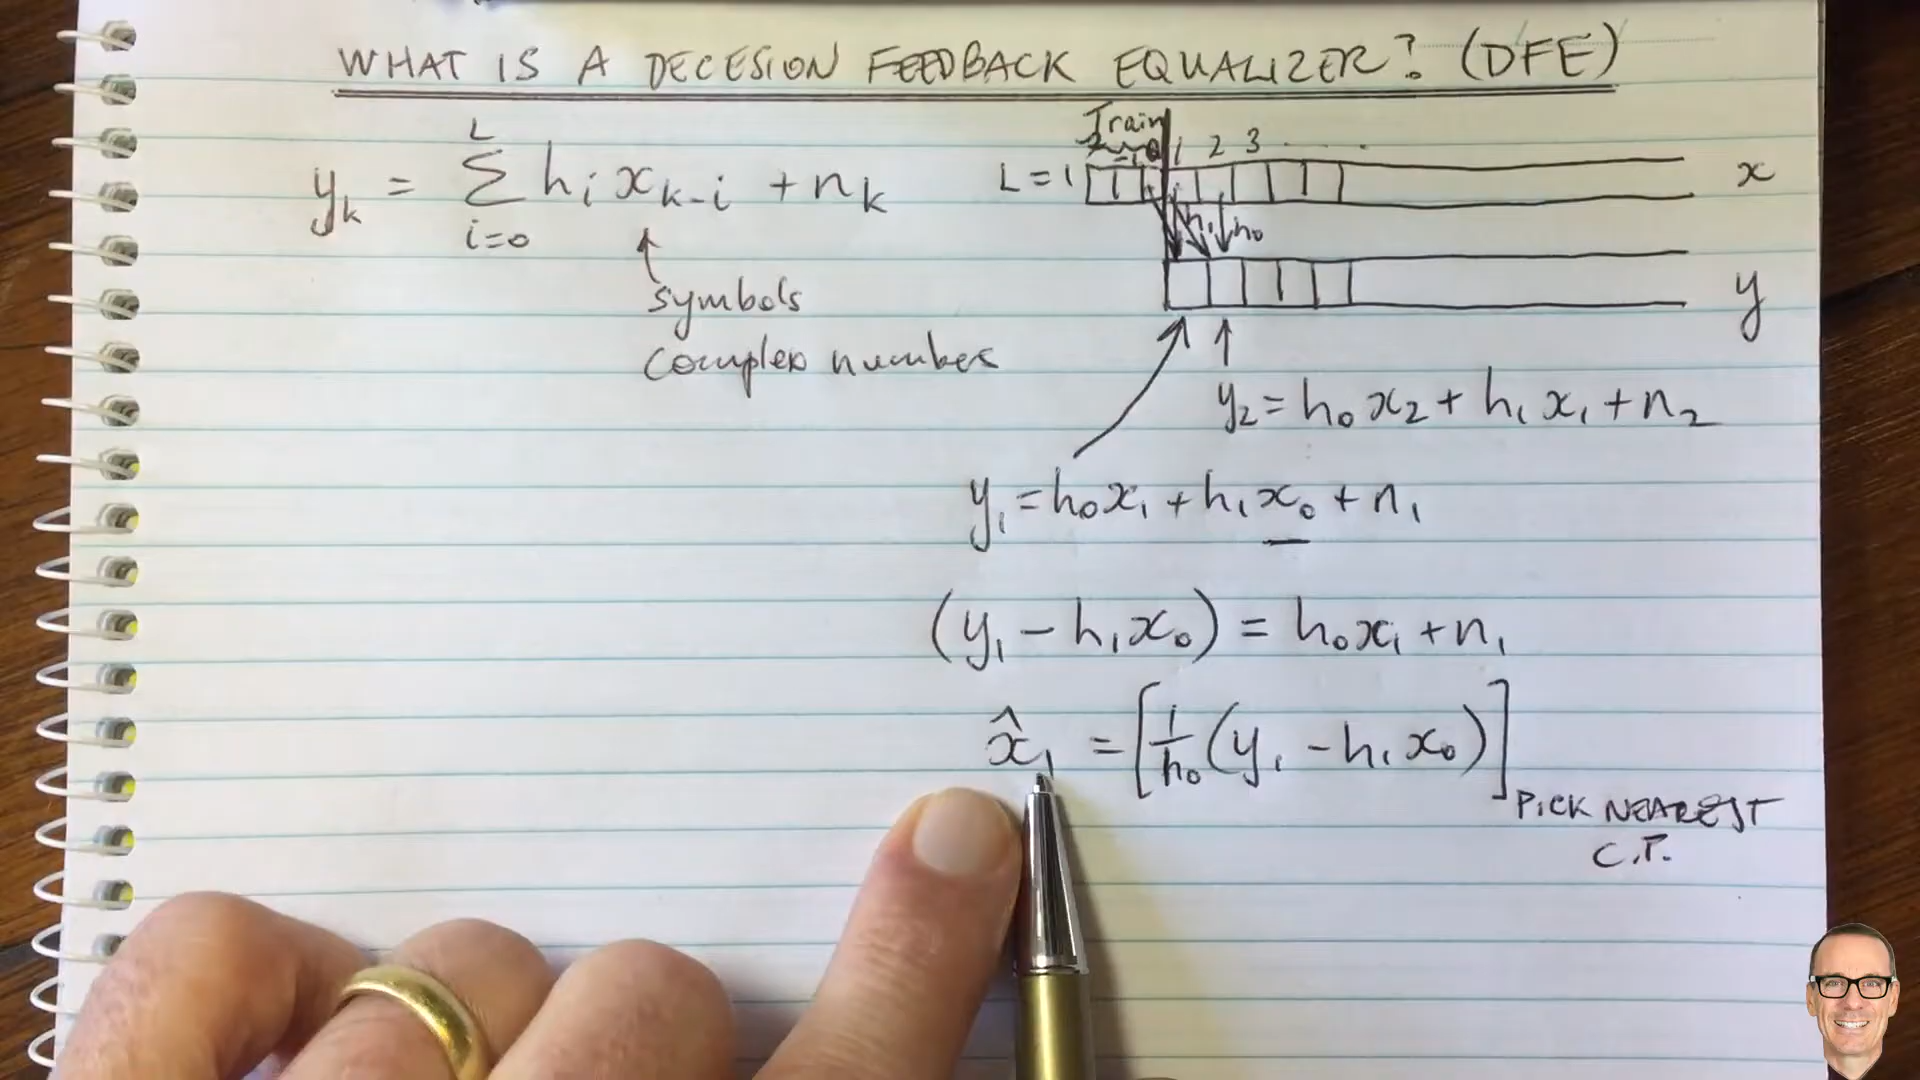 WHAT IS A DECESION FEEDBACK EQUALIZER? (DFE)
Train
1 2 3 . . . .
L = 1
x
y_k = Σ_{i=0}^{L} h_i x_{k-i} + n_k
h_1 h_0
symbols
complex numbers
y
y_2 = h_0 x_2 + h_1 x_1 + n_2
y_1 = h_0 x_1 + h_1 x_0 + n_1
(y_1 - h_1 x_0) = h_0 x_1 + n_1
x̂_1 = [1/h_0 (y_1 - h_1 x_0)]
PICK NEAREST
C.P.